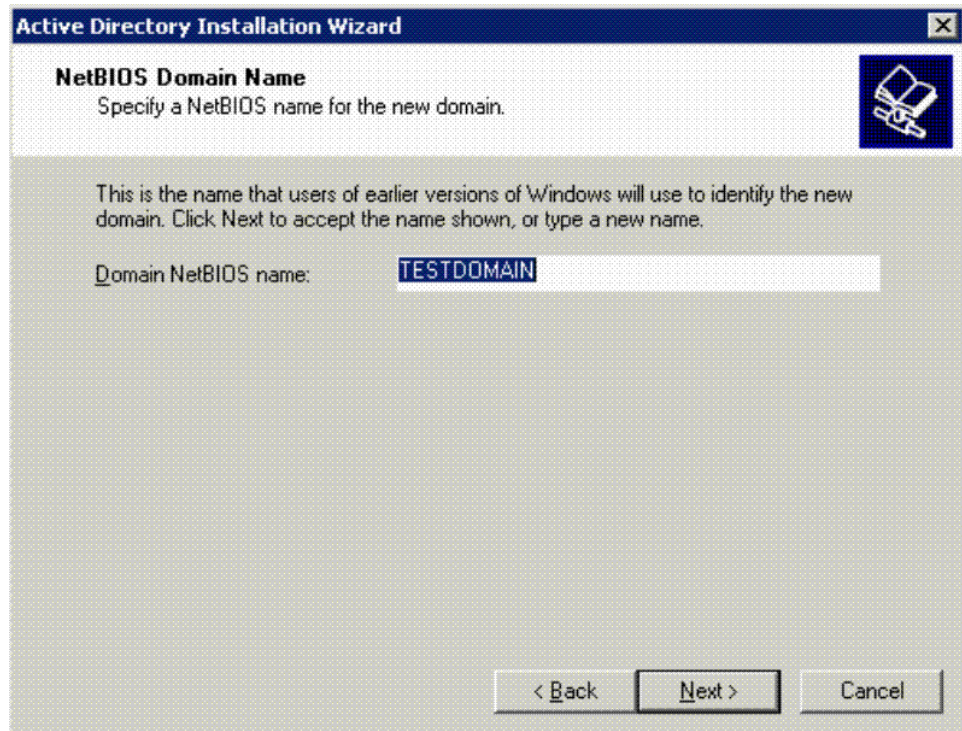 Active Directory Installation Wizard
NetBIOS Domain Name
Specify a NetBIOS name for the new domain.
This is the name that users of earlier versions of Windows will use to identify the new
domain. Click Next to accept the name shown, or type a new name.
Domain NetBIOS name: TESTDOMAIN
< Back Next > Cancel